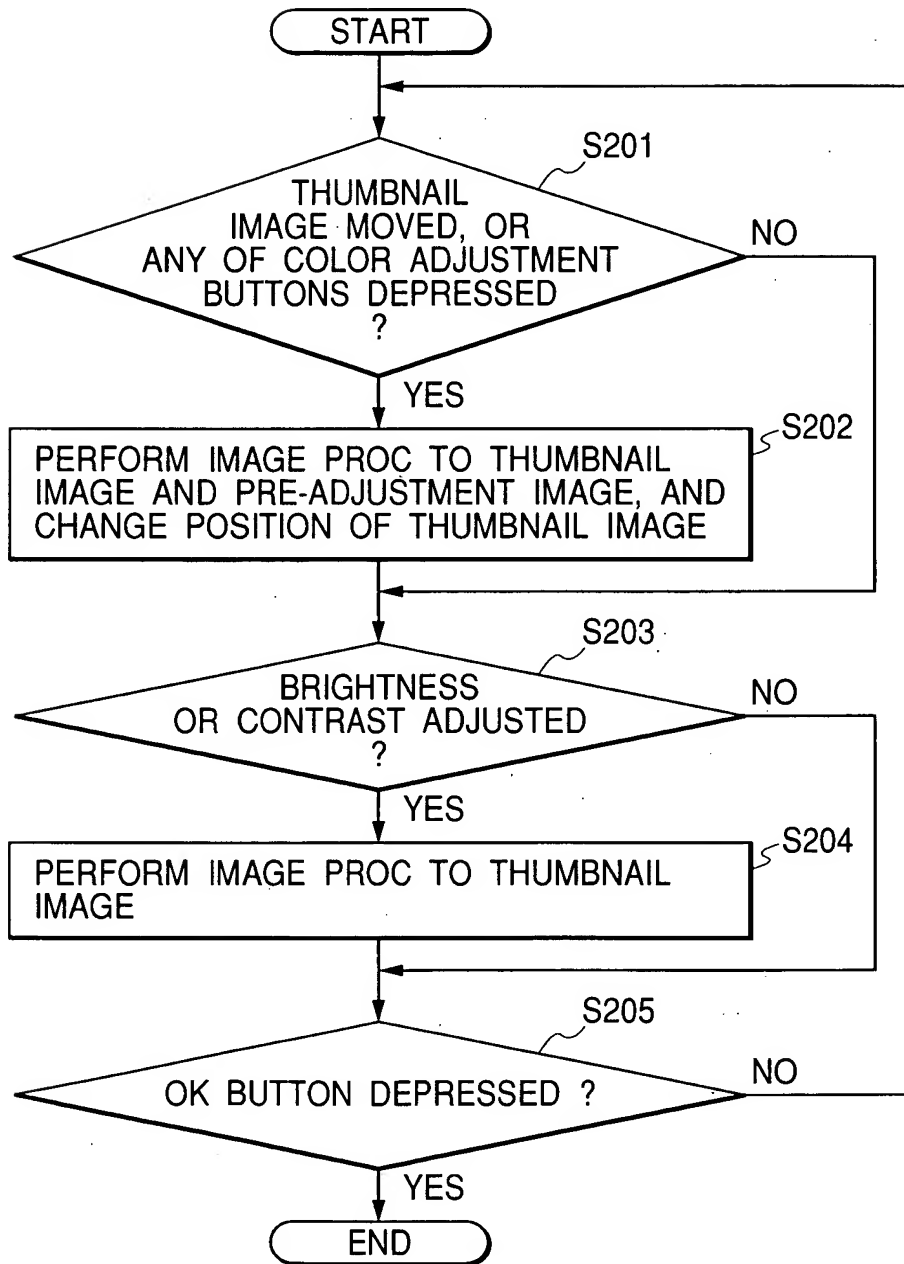 START
S201
THUMBNAIL
IMAGE MOVED, OR
ANY OF COLOR ADJUSTMENT
BUTTONS DEPRESSED
?
NO
YES
S202
PERFORM IMAGE PROC TO THUMBNAIL
IMAGE AND PRE-ADJUSTMENT IMAGE, AND
CHANGE POSITION OF THUMBNAIL IMAGE
S203
BRIGHTNESS
OR CONTRAST ADJUSTED
?
NO
YES
S204
PERFORM IMAGE PROC TO THUMBNAIL
IMAGE
S205
OK BUTTON DEPRESSED ?
NO
YES
END